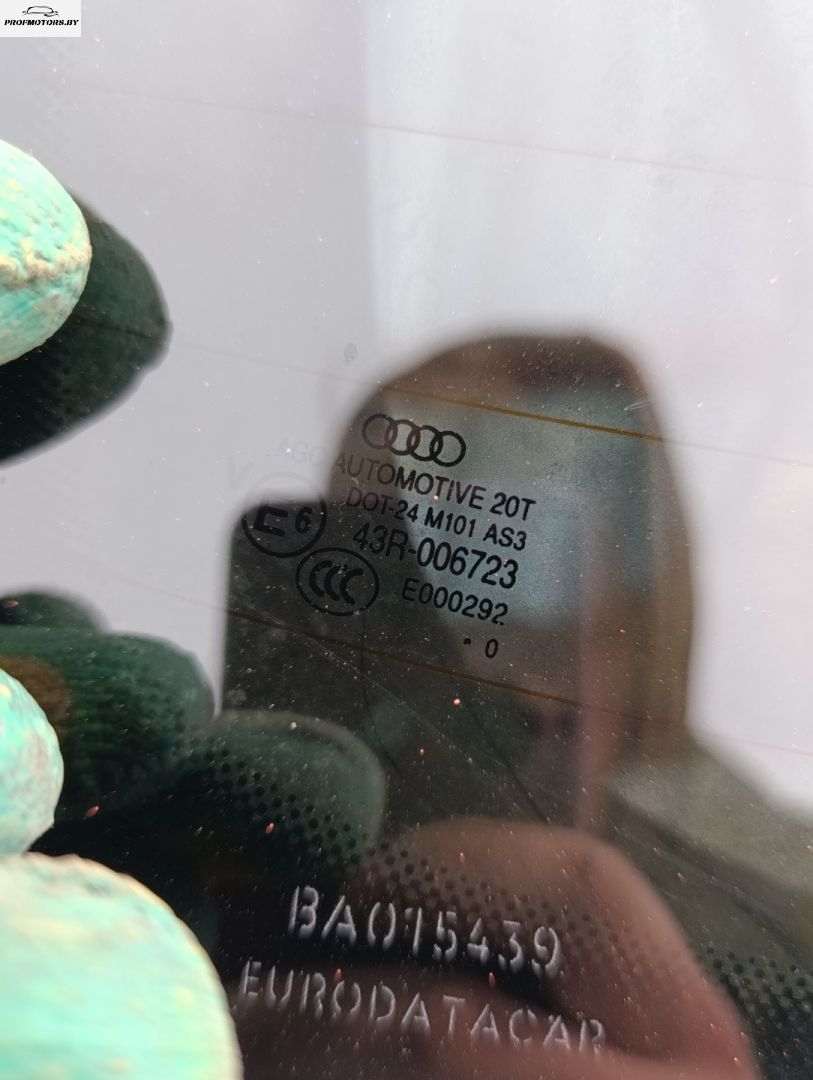 PROFMOTORS.BY
AUTOMOTIVE 20T
DOT-24 M101 AS3
43R-006723
E6
CCC
E000292
• 0
BA015439
EURODATACAR